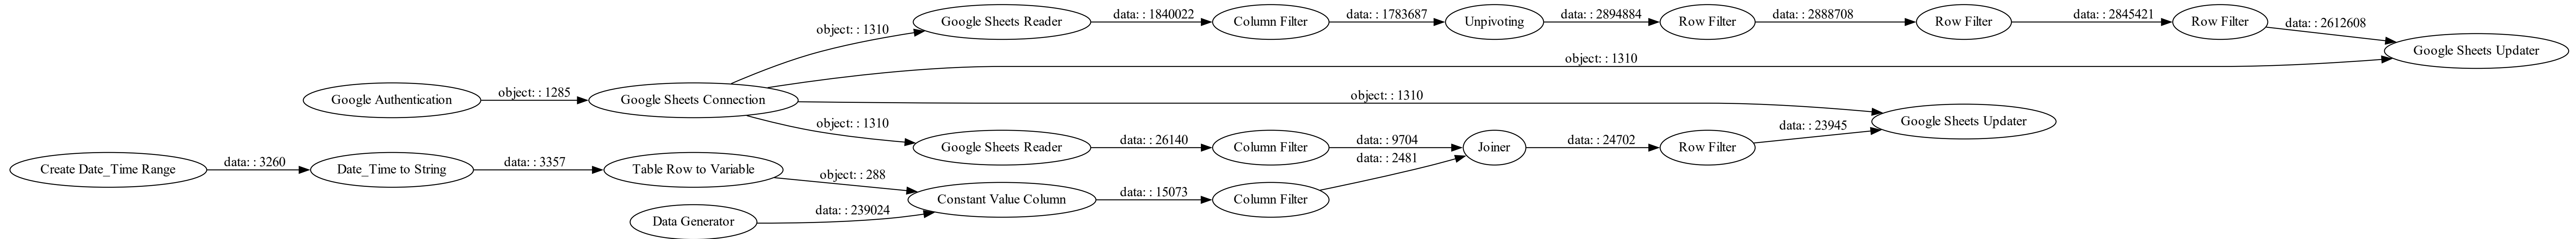 Google Sheets Reader
data: : 1840022
Column Filter
data: : 1783687
Unpivoting
data: : 2894884
Row Filter
data: : 2888708
Row Filter
data: : 2845421
Row Filter
data: : 2612608
Google Sheets Updater
object: : 1310
object: : 1310
Google Authentication
object: : 1285
Google Sheets Connection
object: : 1310
Google Sheets Updater
object: : 1310
Google Sheets Reader
data: : 26140
Column Filter
data: : 9704
Joiner
data: : 24702
Row Filter
data: : 23945
data: : 2481
Create Date_Time Range
data: : 3260
Date_Time to String
data: : 3357
Table Row to Variable
object: : 288
Constant Value Column
data: : 15073
Column Filter
Data Generator
data: : 239024